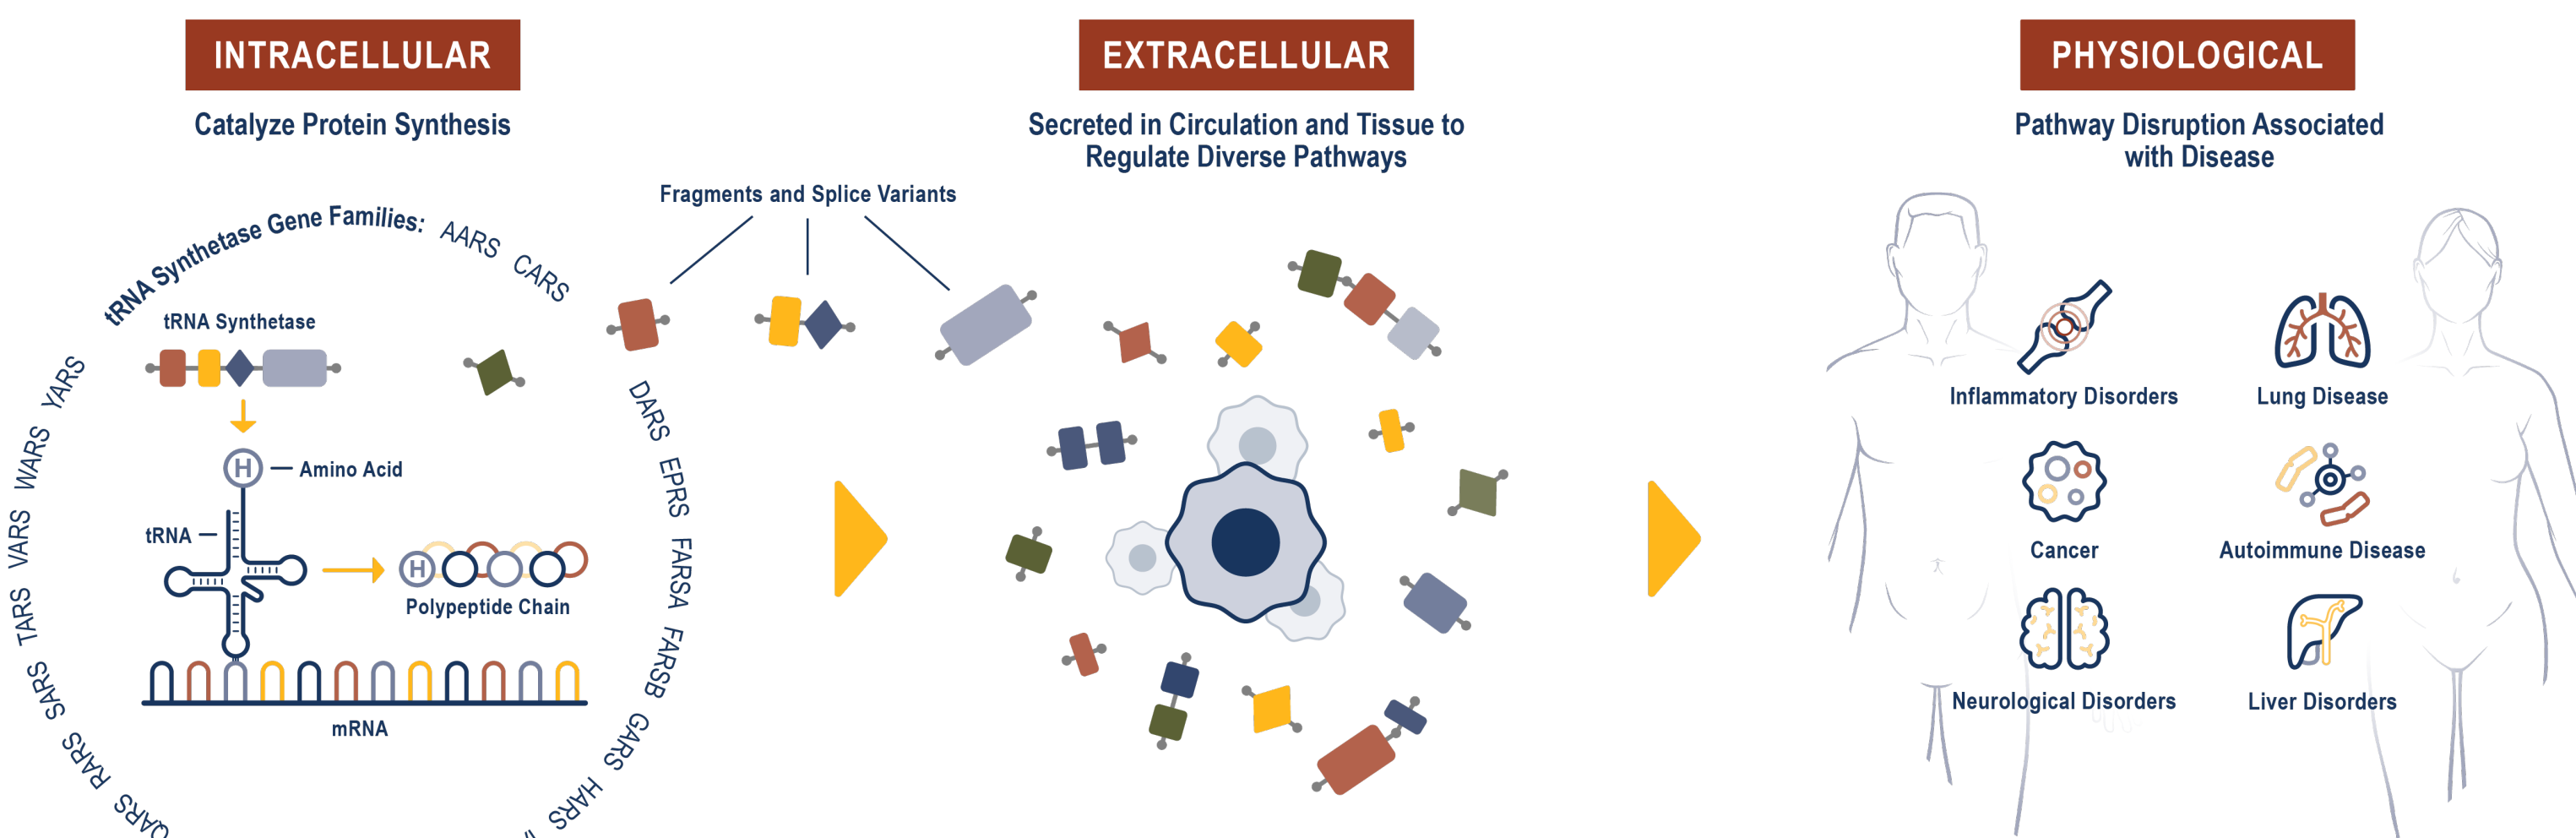 INTRACELLULAR
Catalyze Protein Synthesis
tRNA Synthetase Gene Families: AARS CARS
DARS EPRS FARSA FARSB GARS HARS
QARS RARS SARS TARS VARS WARS YARS
tRNA Synthetase
H
Amino Acid
tRNA
H
Polypeptide Chain
mRNA
Fragments and Splice Variants
EXTRACELLULAR
Secreted in Circulation and Tissue to
Regulate Diverse Pathways
PHYSIOLOGICAL
Pathway Disruption Associated
with Disease
Inflammatory Disorders
Lung Disease
Cancer
Autoimmune Disease
Neurological Disorders
Liver Disorders